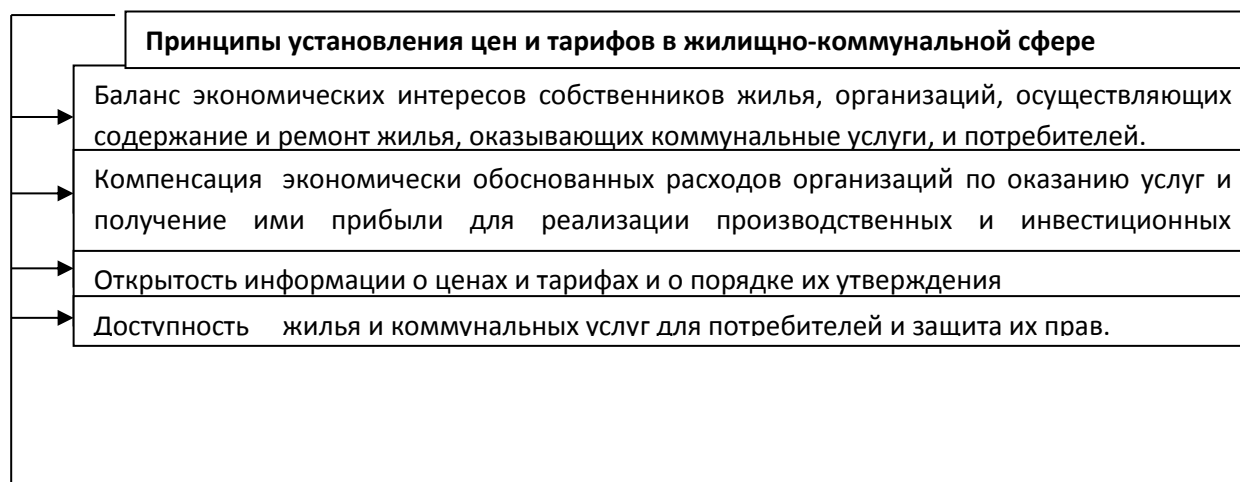 Принципы установления цен и тарифов в жилищно-коммунальной сфере
Баланс экономических интересов собственников жилья, организаций, осуществляющих
содержание и ремонт жилья, оказывающих коммунальные услуги, и потребителей.
Компенсация экономически обоснованных расходов организаций по оказанию услуг и
получение ими прибыли для реализации производственных и инвестиционных
Открытость информации о ценах и тарифах и о порядке их утверждения
Доступность жилья и коммунальных услуг для потребителей и защита их прав.